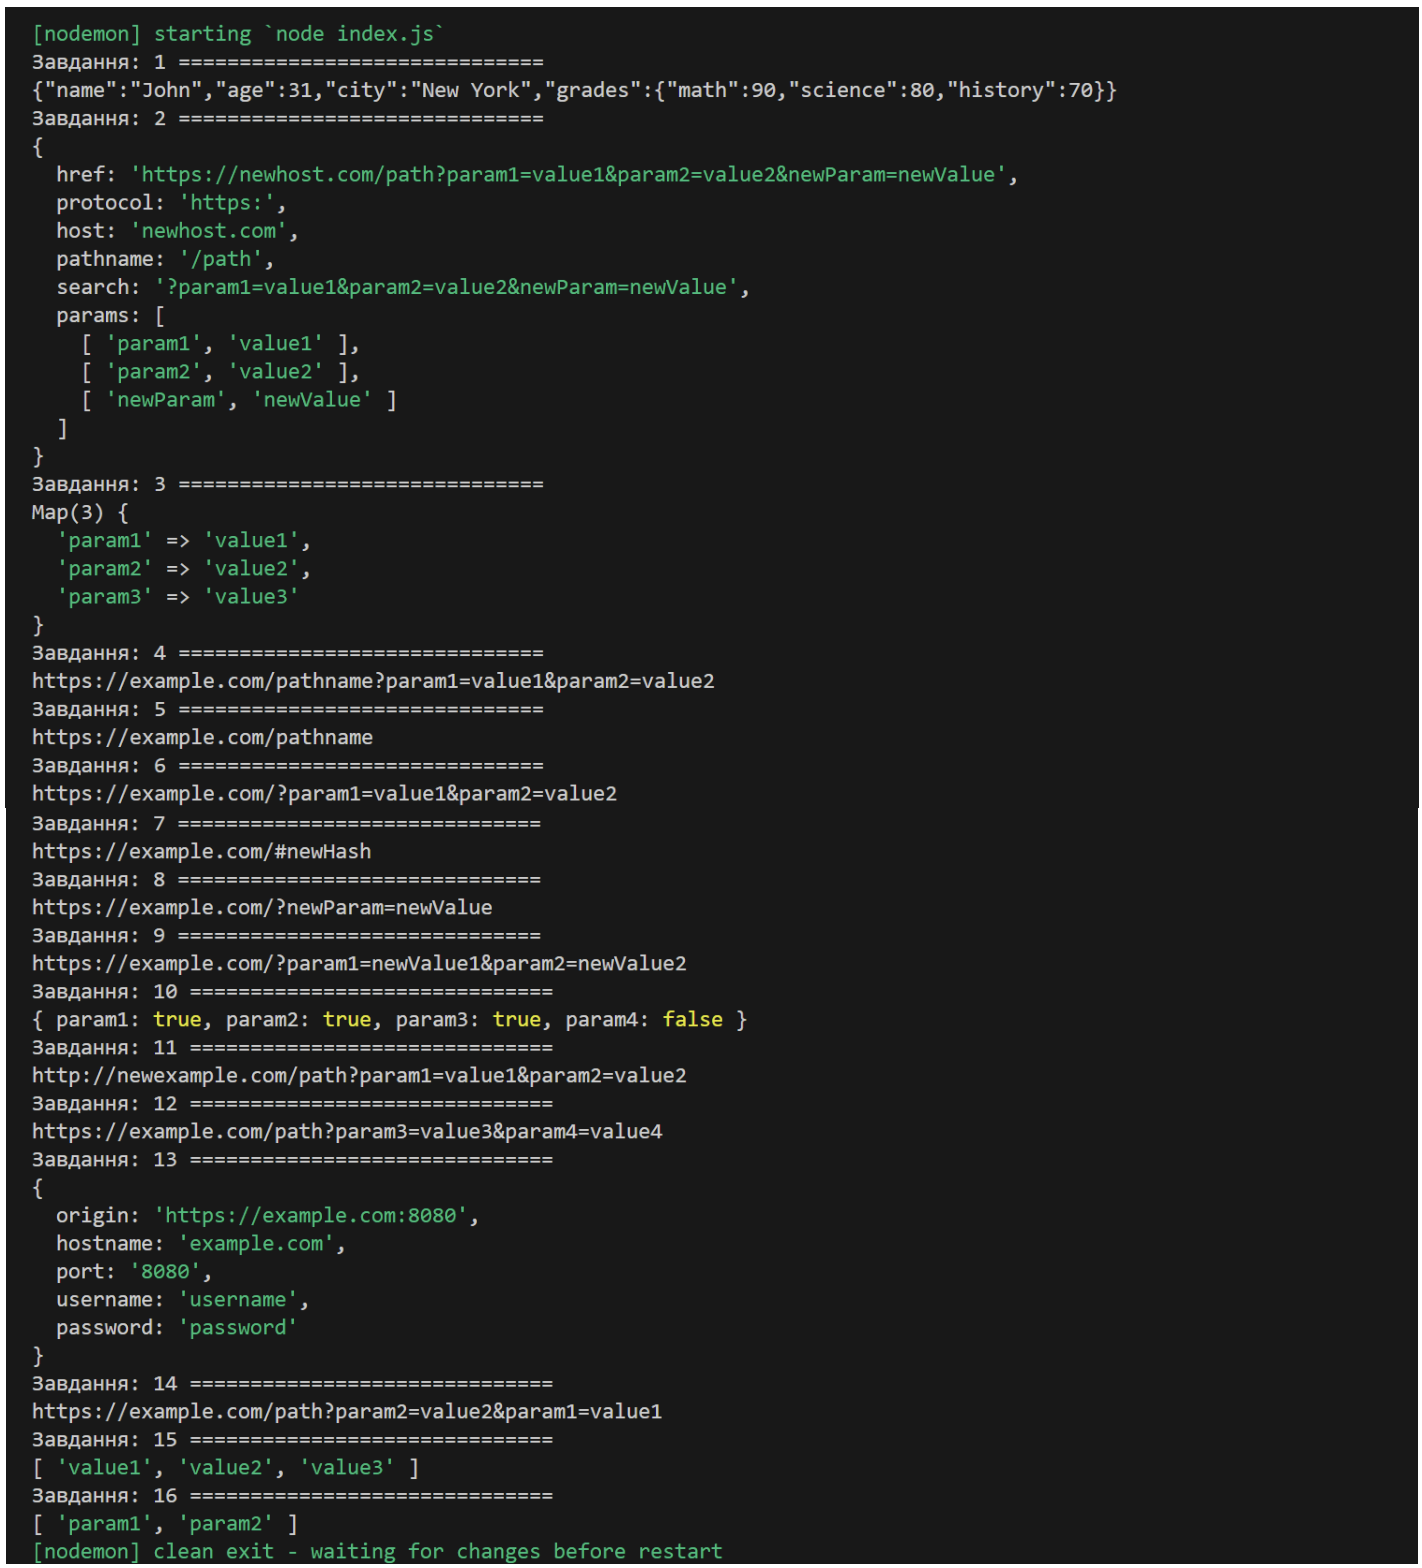 [nodemon] starting `node index.js`
Завдання: 1 ==============================
{"name":"John","age":31,"city":"New York","grades":{"math":90,"science":80,"history":70}}
Завдання: 2 ==============================
{
  href: 'https://newhost.com/path?param1=value1&param2=value2&newParam=newValue',
  protocol: 'https:',
  host: 'newhost.com',
  pathname: '/path',
  search: '?param1=value1&param2=value2&newParam=newValue',
  params: [
    [ 'param1', 'value1' ],
    [ 'param2', 'value2' ],
    [ 'newParam', 'newValue' ]
  ]
}
Завдання: 3 ==============================
Map(3) {
  'param1' => 'value1',
  'param2' => 'value2',
  'param3' => 'value3'
}
Завдання: 4 ==============================
https://example.com/pathname?param1=value1&param2=value2
Завдання: 5 ==============================
https://example.com/pathname
Завдання: 6 ==============================
https://example.com/?param1=value1&param2=value2
Завдання: 7 ==============================
https://example.com/#newHash
Завдання: 8 ==============================
https://example.com/?newParam=newValue
Завдання: 9 ==============================
https://example.com/?param1=newValue1&param2=newValue2
Завдання: 10 ==============================
{ param1: true, param2: true, param3: true, param4: false }
Завдання: 11 ==============================
http://newexample.com/path?param1=value1&param2=value2
Завдання: 12 ==============================
https://example.com/path?param3=value3&param4=value4
Завдання: 13 ==============================
{
  origin: 'https://example.com:8080',
  hostname: 'example.com',
  port: '8080',
  username: 'username',
  password: 'password'
}
Завдання: 14 ==============================
https://example.com/path?param2=value2&param1=value1
Завдання: 15 ==============================
[ 'value1', 'value2', 'value3' ]
Завдання: 16 ==============================
[ 'param1', 'param2' ]
[nodemon] clean exit - waiting for changes before restart